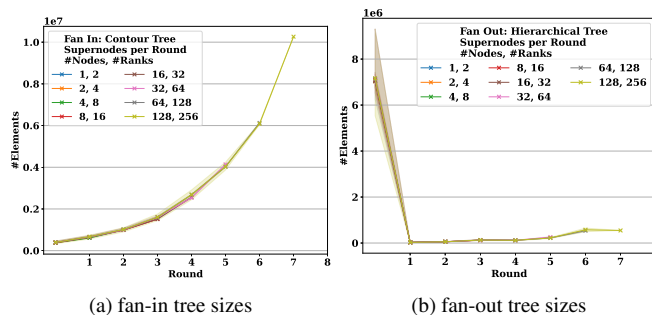 1e7
Fan In: Contour Tree
Supernodes per Round
#Nodes, #Ranks
1, 2
2, 4
4, 8
8, 16
16, 32
32, 64
64, 128
128, 256
1.0
0.8
0.6
0.4
0.2
0.0
#Elements
1 2 3 4 5 6 7 8
Round
(a) fan-in tree sizes
1e6
Fan Out: Hierarchical Tree
Supernodes per Round
#Nodes, #Ranks
1, 2
2, 4
4, 8
8, 16
16, 32
32, 64
64, 128
128, 256
8
6
4
2
0
#Elements
1 2 3 4 5 6 7
Round
(b) fan-out tree sizes